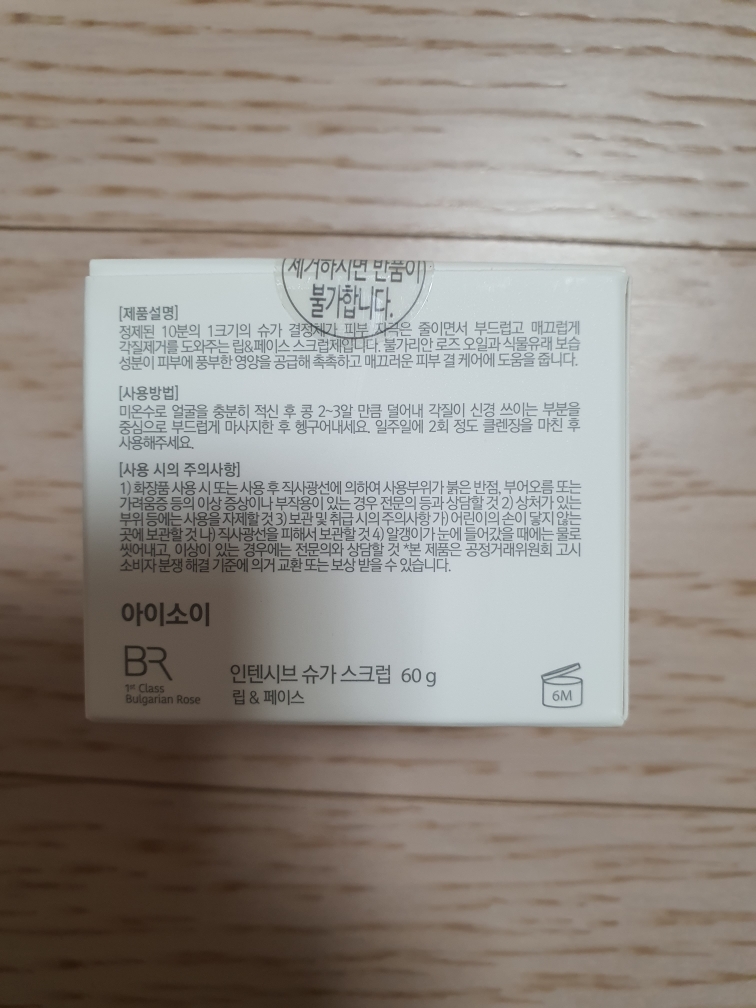 제거하시면 반품이
불가합니다.
[제품설명]
정제된 10분의 1크기의 슈가 결정체가 피부 자극은 줄이면서 부드럽고 매끄럽게
각질제거를 도와주는 립&페이스 스크럽제입니다. 불가리안 로즈 오일과 식물유래 보습
성분이 피부에 풍부한 영양을 공급해 촉촉하고 매끄러운 피부 결 케어에 도움을 줍니다.
[사용방법]
미온수로 얼굴을 충분히 적신 후 콩 2~3알 만큼 덜어내 각질이 신경 쓰이는 부분을
중심으로 부드럽게 마사지한 후 헹구어내세요. 일주일에 2회 정도 클렌징을 마친 후
사용해주세요.
[사용 시의 주의사항]
1) 화장품 사용 시 또는 사용 후 직사광선에 의하여 사용부위가 붉은 반점, 부어오름 또는
가려움증 등의 이상 증상이나 부작용이 있는 경우 전문의 등과 상담할 것 2) 상처가 있는
부위 등에는 사용을 자제할 것 3) 보관 및 취급 시의 주의사항 가) 어린이의 손이 닿지 않는
곳에 보관할 것 나) 직사광선을 피해서 보관할 것 4) 알갱이가 눈에 들어갔을 때에는 물로
씻어내고, 이상이 있는 경우에는 전문의와 상담할 것 *본 제품은 공정거래위원회 고시
소비자 분쟁 해결 기준에 의거 교환 또는 보상 받을 수 있습니다.
아이소이
BR
1st Class
Bulgarian Rose
인텐시브 슈가 스크럽 60 g
립 & 페이스
6M